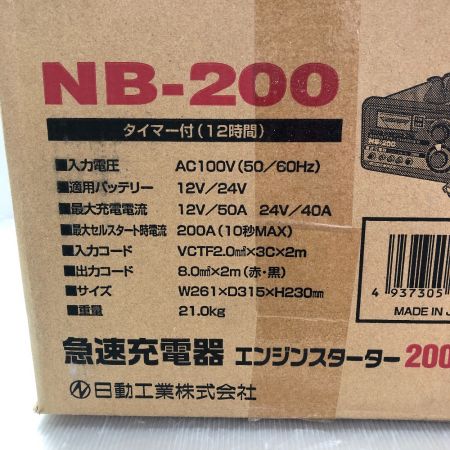 NB-200
タイマー付(12時間)
NB-200
■入力電圧 AC100V(50／60Hz)
■適用バッテリー 12V／24V
■最大充電電流 12V／50A 24V／40A
■最大セルスタート時電流 200A(10秒MAX)
■入力コード VCTF2.0㎟×3C×2m
■出力コード 8.0㎟×2m(赤・黒)
■サイズ W261×D315×H230mm
■重量 21.0kg
4 937305
MADE IN J
急速充電器 エンジンスターター 200
日動工業株式会社